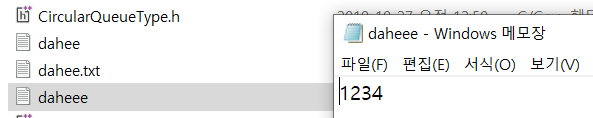 CircularQueueType.h
dahee
dahee.txt
daheee
daheee - Windows 메모장
파일(F) 편집(E) 서식(O) 보기(V)
1234